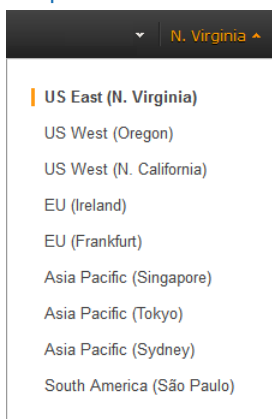 N. Virginia
US East (N. Virginia)
US West (Oregon)
US West (N. California)
EU (Ireland)
EU (Frankfurt)
Asia Pacific (Singapore)
Asia Pacific (Tokyo)
Asia Pacific (Sydney)
South America (São Paulo)